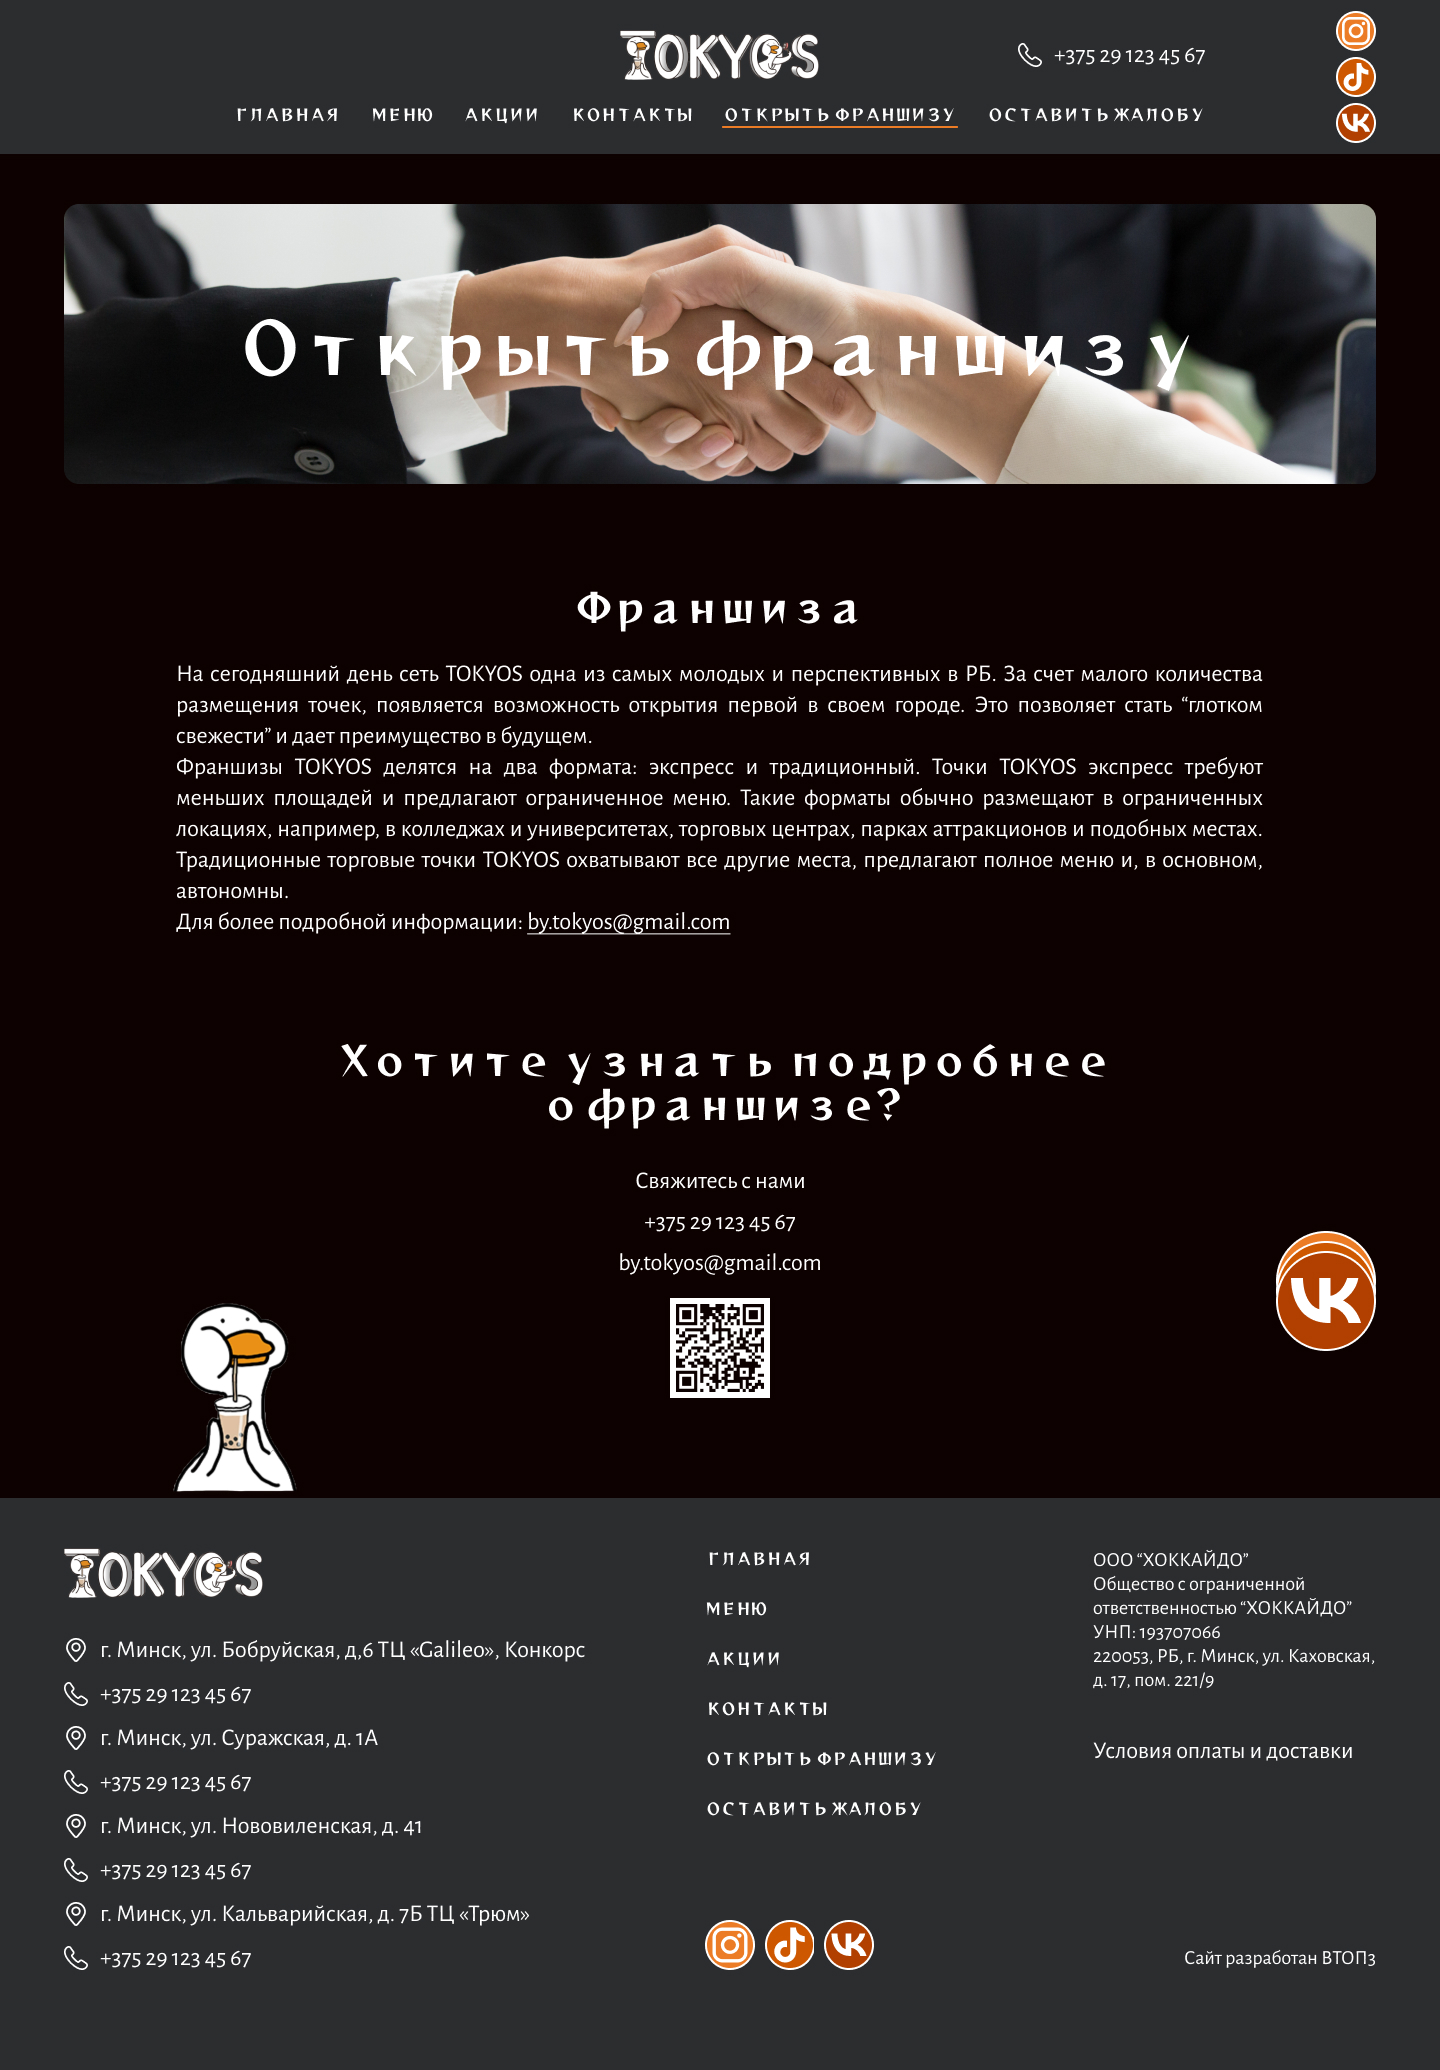 TOKYOS
+375 29 123 45 67
ГЛАВНАЯ МЕНЮ АКЦИИ КОНТАКТЫ ОТКРЫТЬ ФРАНШИЗУ ОСТАВИТЬ ЖАЛОБУ
Открыть франшизу
Франшиза
На сегодняшний день сеть TOKYOS одна из самых молодых и перспективных в РБ. За счет малого количества
размещения точек, появляется возможность открытия первой в своем городе. Это позволяет стать “глотком
свежести” и дает преимущество в будущем.
Франшизы TOKYOS делятся на два формата: экспресс и традиционный. Точки TOKYOS экспресс требуют
меньших площадей и предлагают ограниченное меню. Такие форматы обычно размещают в ограниченных
локациях, например, в колледжах и университетах, торговых центрах, парках аттракционов и подобных местах.
Традиционные торговые точки TOKYOS охватывают все другие места, предлагают полное меню и, в основном,
автономны.
Для более подробной информации: by.tokyos@gmail.com
Хотите узнать подробнее
о франшизе?
Свяжитесь с нами
+375 29 123 45 67
by.tokyos@gmail.com
TOKYOS
г. Минск, ул. Бобруйская, д,6 ТЦ «Galileo», Конкорс
+375 29 123 45 67
г. Минск, ул. Суражская, д. 1А
+375 29 123 45 67
г. Минск, ул. Нововиленская, д. 41
+375 29 123 45 67
г. Минск, ул. Кальварийская, д. 7Б ТЦ «Трюм»
+375 29 123 45 67
ГЛАВНАЯ
МЕНЮ
АКЦИИ
КОНТАКТЫ
ОТКРЫТЬ ФРАНШИЗУ
ОСТАВИТЬ ЖАЛОБУ
ООО “ХОККАЙДО”
Общество с ограниченной
ответственностью “ХОККАЙДО”
УНП: 193707066
220053, РБ, г. Минск, ул. Каховская,
д. 17, пом. 221/9
Условия оплаты и доставки
Сайт разработан ВТОП3